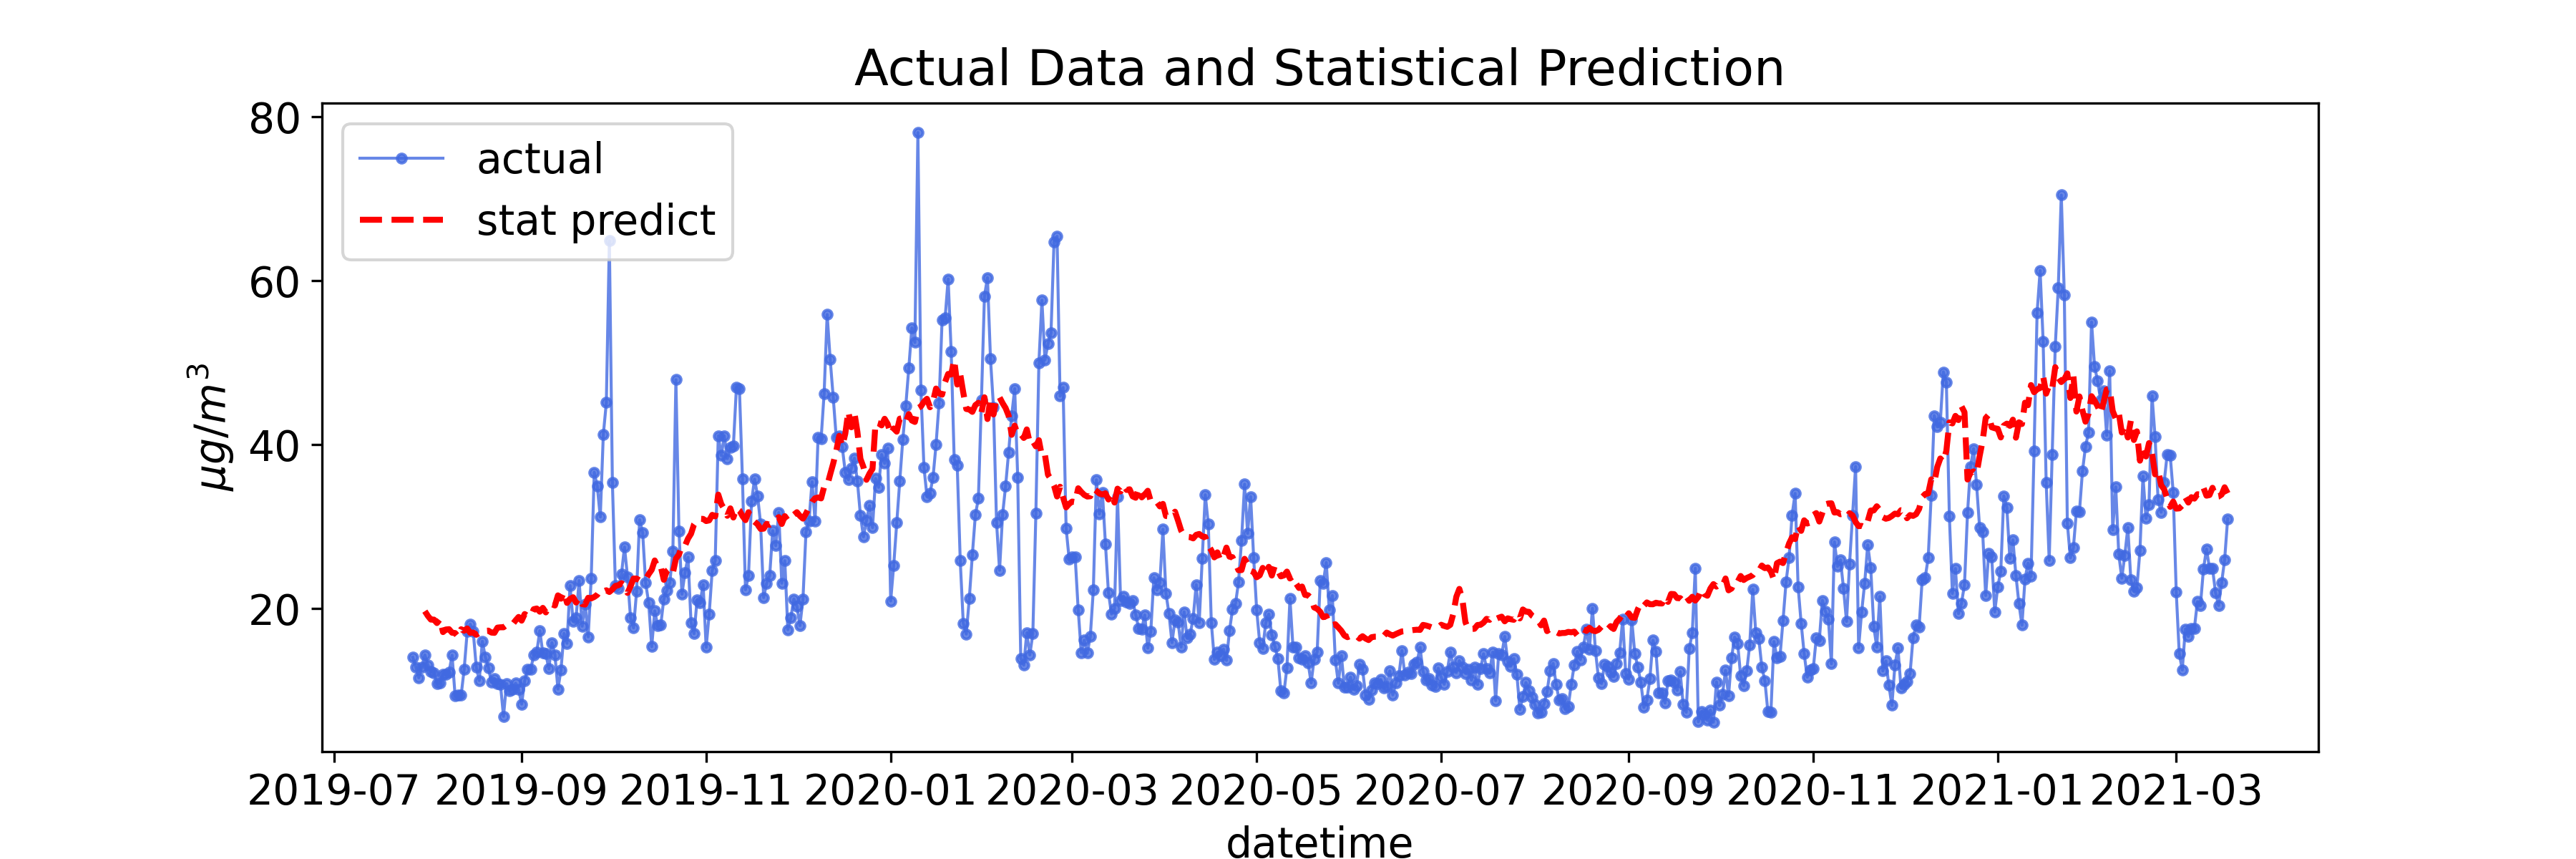 Actual Data and Statistical Prediction
actual
stat predict
80
60
40
20
μg/m³
2019-07 2019-09 2019-11 2020-01 2020-03 2020-05 2020-07 2020-09 2020-11 2021-01 2021-03
datetime